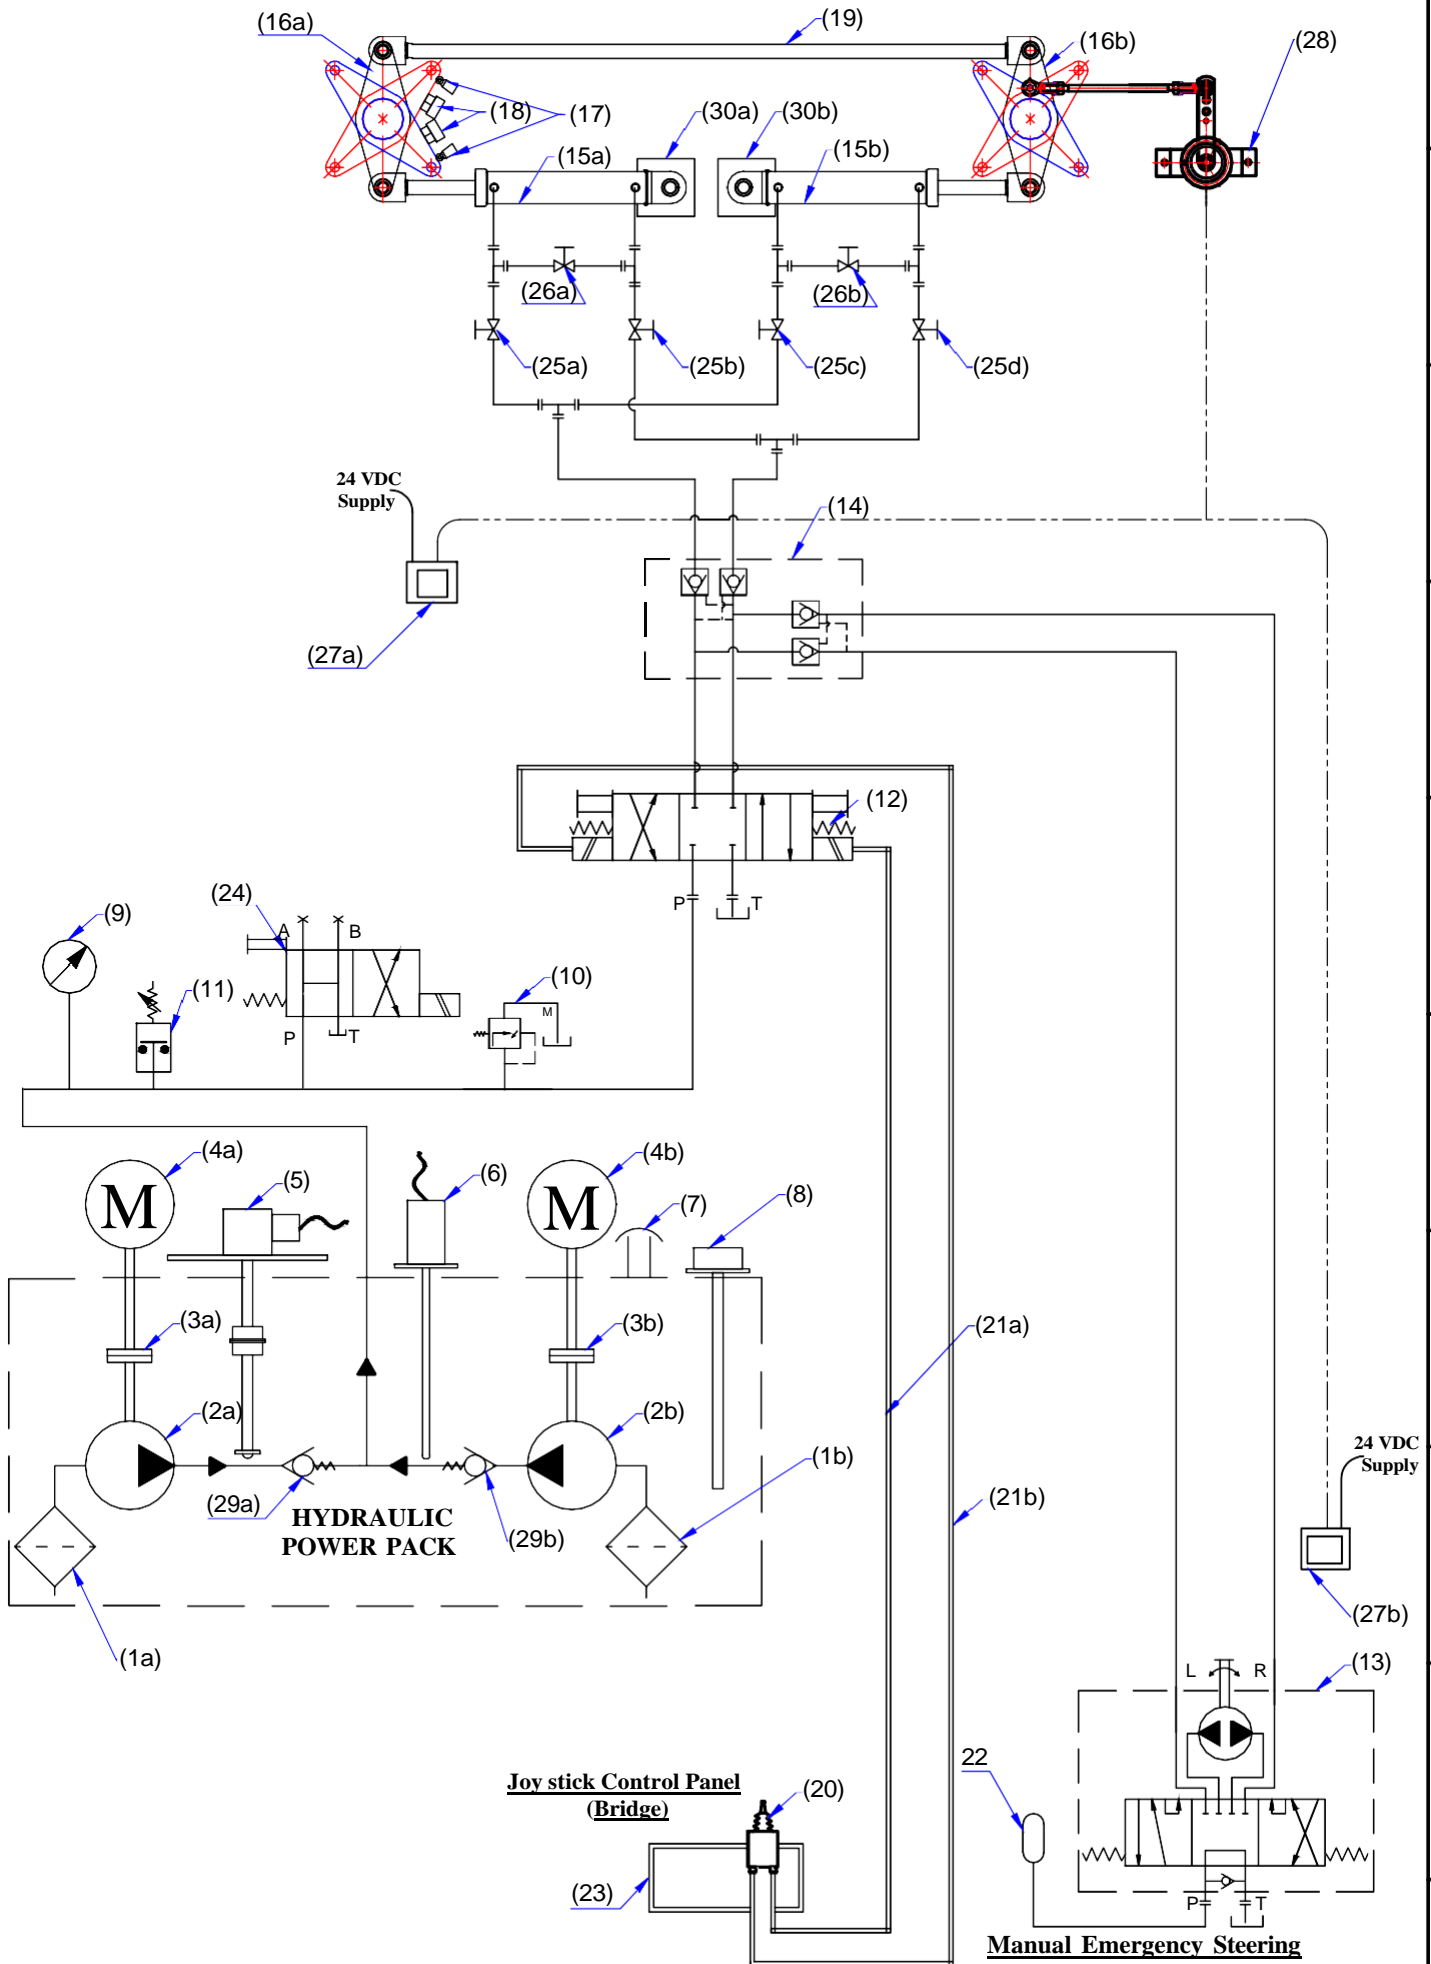 (16a)
(19)
(16b)
(28)
(18)
(17)
(30a)
(30b)
(15a)
(15b)
(26a)
(26b)
(25a)
(25b)
(25c)
(25d)
24 VDC
Supply
(14)
(27a)
(12)
P
T
(24)
A
B
(9)
(11)
(10)
M
P
T
(4a)
(5)
(6)
(4b)
(7)
(8)
M
M
(3a)
(3b)
(21a)
(2a)
(2b)
(1b)
24 VDC
Supply
(29a)
(21b)
HYDRAULIC
POWER PACK
(29b)
(27b)
(1a)
L
R
(13)
22
Joy stick Control Panel
(Bridge)
(20)
(23)
P
T
Manual Emergency Steering